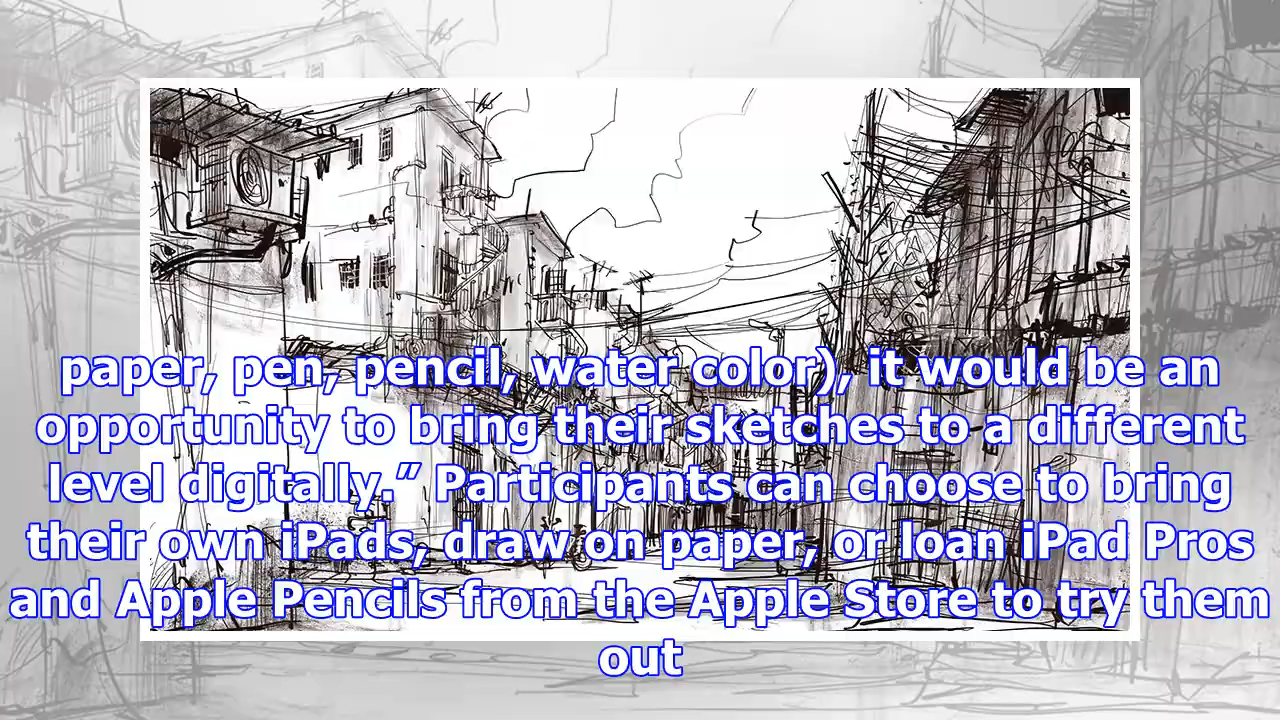 paper, pen, pencil, water color), it would be an
opportunity to bring their sketches to a different
level digitally.” Participants can choose to bring
their own iPads, draw on paper, or loan iPad Pros
and Apple Pencils from the Apple Store to try them
out